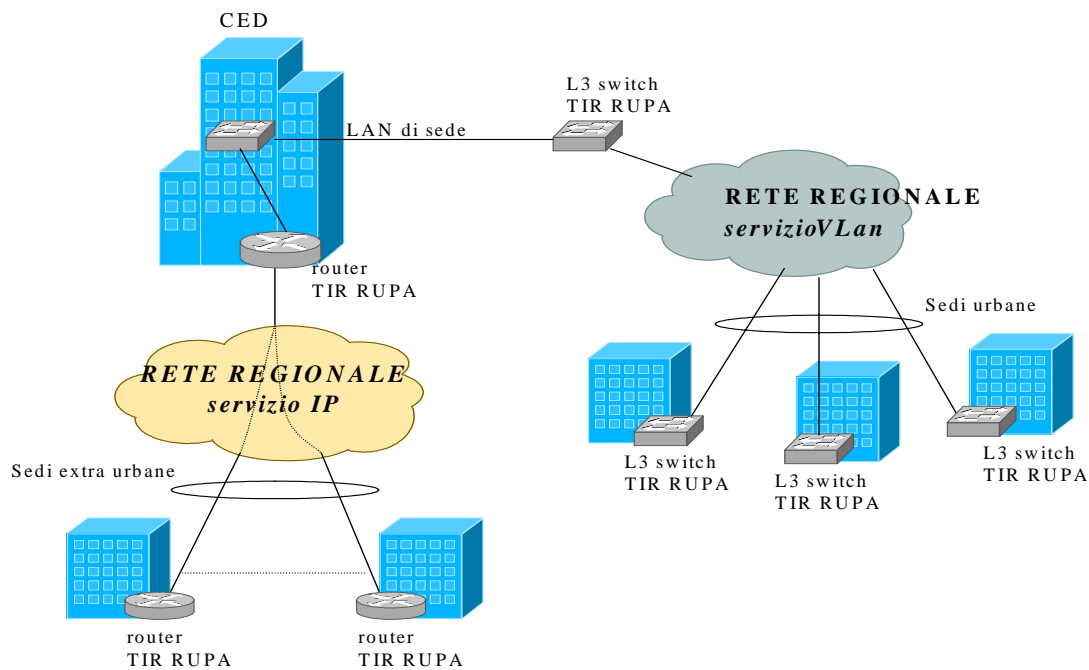 CED
L3 switch
TIR RUPA
LAN di sede
RETE REGIONALE
servizioVLan
router
TIR RUPA
Sedi urbane
RETE REGIONALE
servizio IP
L3 switch
TIR RUPA
L3 switch
TIR RUPA
L3 switch
TIR RUPA
Sedi extra urbane
router
TIR RUPA
router
TIR RUPA